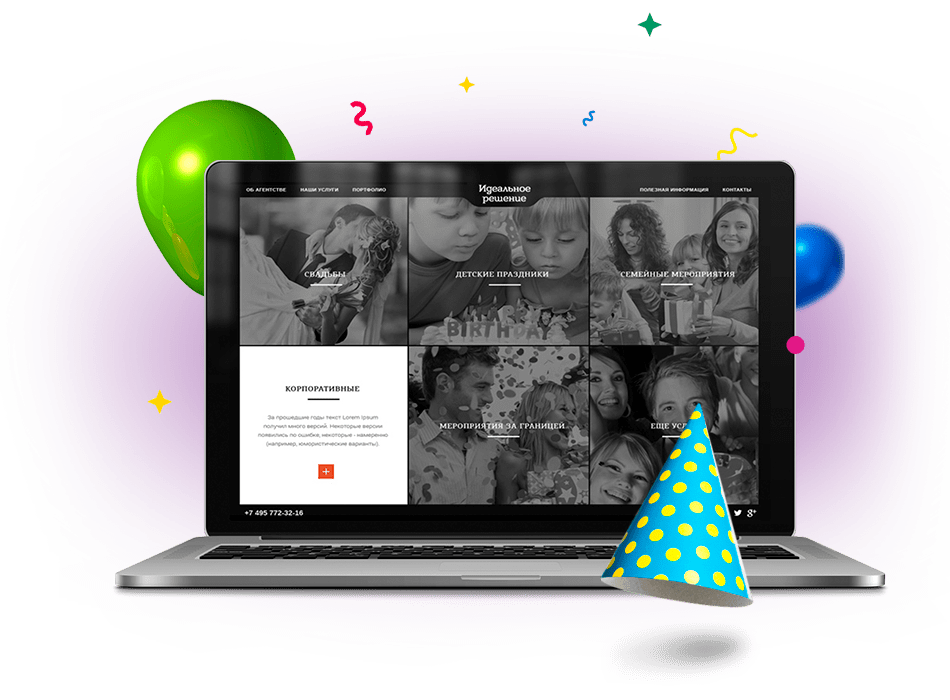 ОБ АГЕНТСТВЕ НАШИ УСЛУГИ ПОРТФОЛИО
Идеальное
решение
ПОЛЕЗНАЯ ИНФОРМАЦИЯ КОНТАКТЫ
СВАДЬБЫ
ДЕТСКИЕ ПРАЗДНИКИ
СЕМЕЙНЫЕ МЕРОПРИЯТИЯ
HAPPY
BIRTHDAY
КОРПОРАТИВНЫЕ
За прошедшие годы текст Lorem Ipsum
получил много версий. Некоторые версии
появились по ошибке, некоторые - намеренно
(например, юмористические варианты).
МЕРОПРИЯТИЯ ЗА ГРАНИЦЕЙ
ЕЩЕ
+7 495 772-32-16
g+